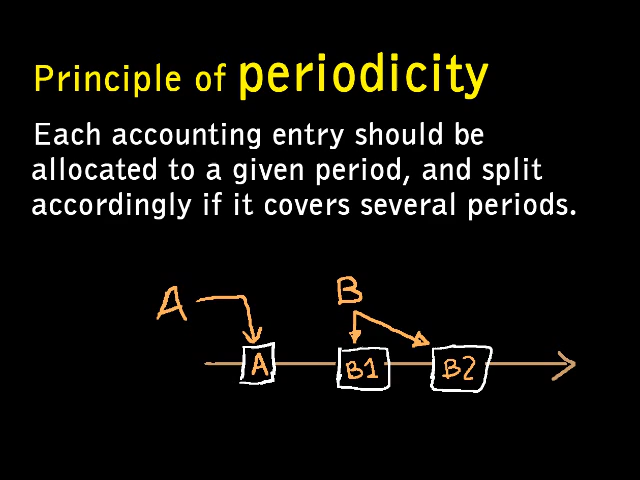 Principle of periodicity
Each accounting entry should be
allocated to a given period, and split
accordingly if it covers several periods.
A B
A B1 B2